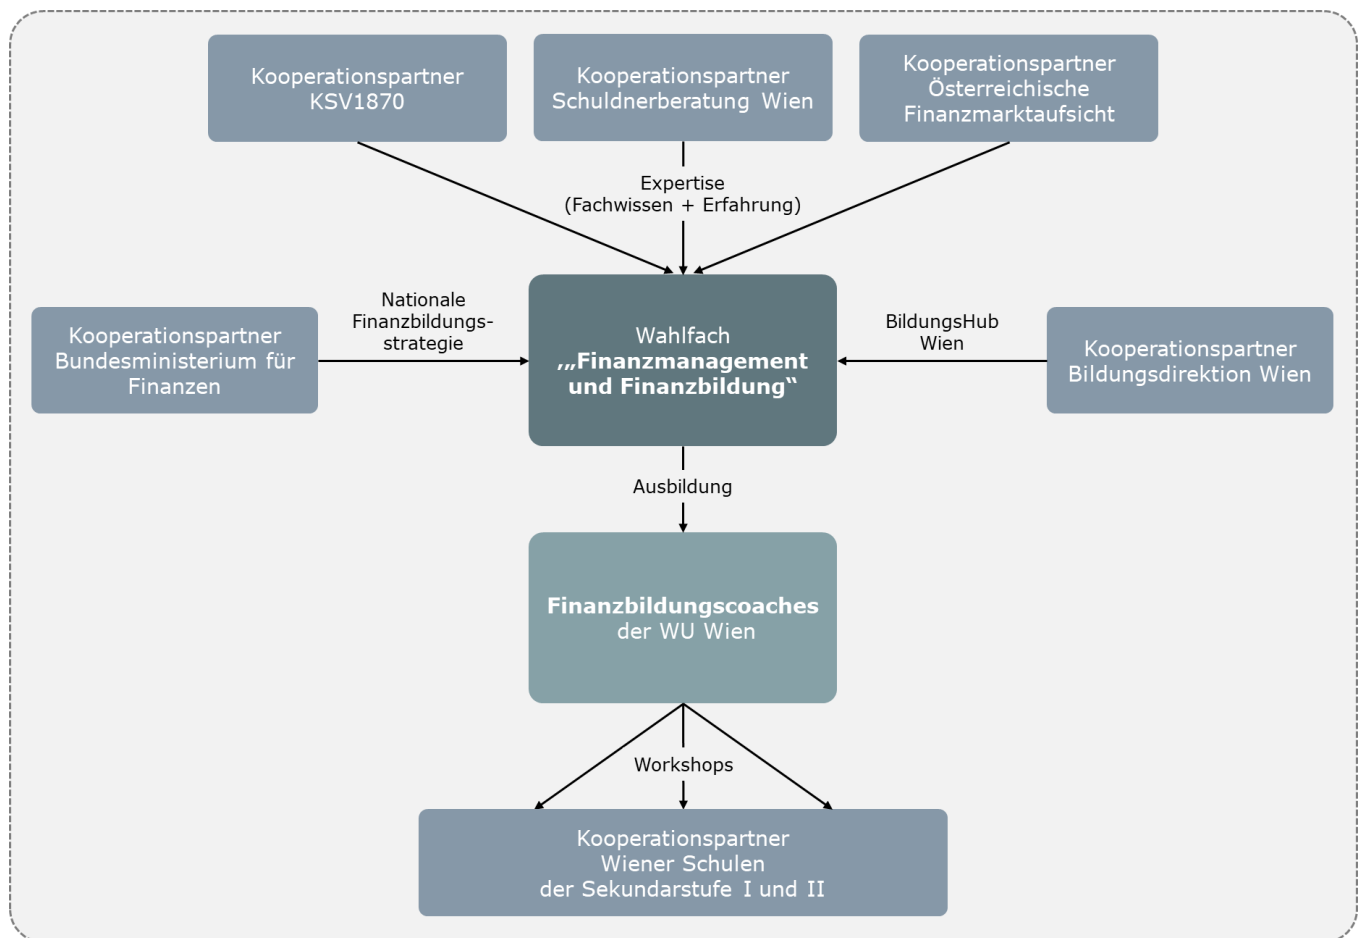 Kooperationspartner
KSV1870
Kooperationspartner
Schuldnerberatung Wien
Kooperationspartner
Österreichische
Finanzmarktaufsicht
Expertise
(Fachwissen + Erfahrung)
Kooperationspartner
Bundesministerium für
Finanzen
Nationale
Finanzbildungs-
strategie
Wahlfach
‚„Finanzmanagement
und Finanzbildung“
BildungsHub
Wien
Kooperationspartner
Bildungsdirektion Wien
Ausbildung
Finanzbildungscoaches
der WU Wien
Workshops
Kooperationspartner
Wiener Schulen
der Sekundarstufe I und II